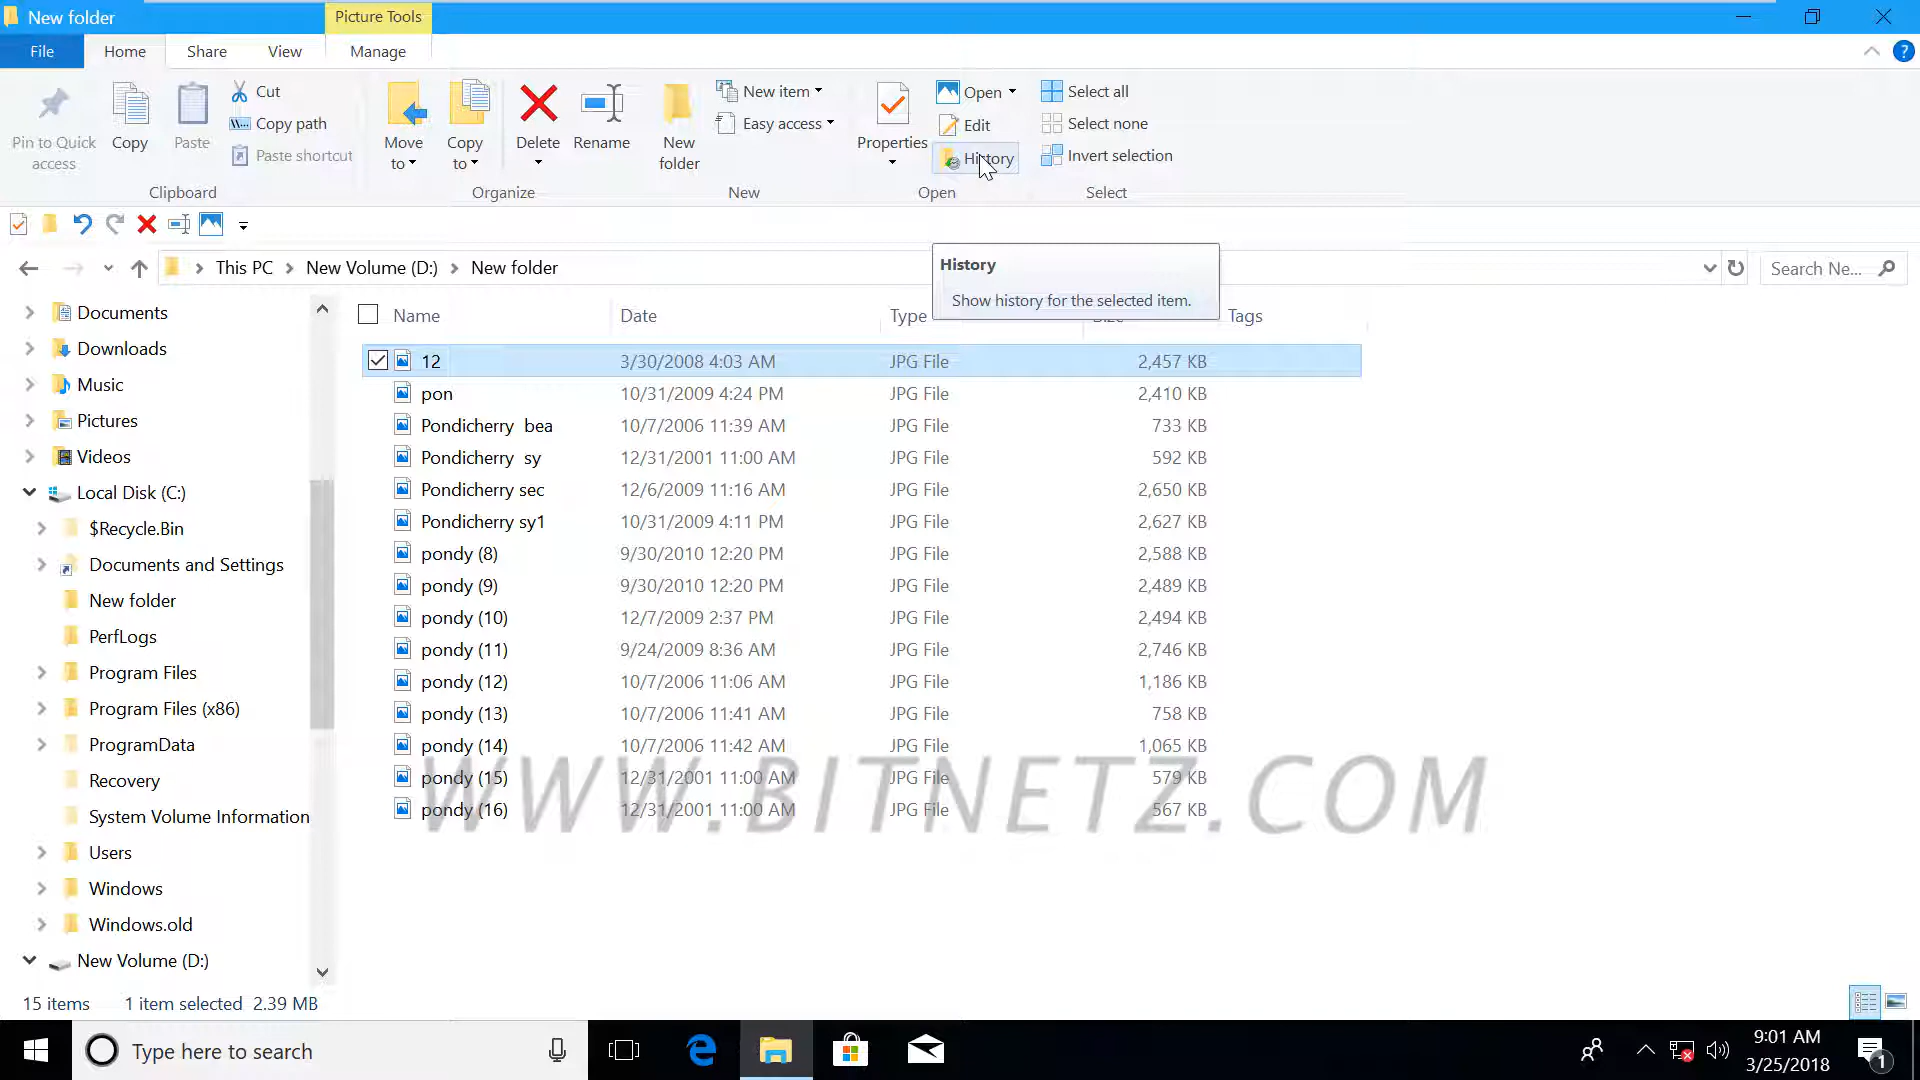 New folder
Picture Tools
File
Home
Share
View
Manage
Pin to Quick access
Copy
Paste
Cut
Copy path
Paste shortcut
Clipboard
Move to
Copy to
Delete
Rename
Organize
New folder
New item
Easy access
New
Properties
Open
Edit
History
Open
Select all
Select none
Invert selection
Select
This PC
New Volume (D:)
New folder
Search Ne...
History
Show history for the selected item.
Documents
Downloads
Music
Pictures
Videos
Local Disk (C:)
$Recycle.Bin
Documents and Settings
New folder
PerfLogs
Program Files
Program Files (x86)
ProgramData
Recovery
System Volume Information
Users
Windows
Windows.old
New Volume (D:)
Name Date Type Size Tags
12 3/30/2008 4:03 AM JPG File 2,457 KB
pon 10/31/2009 4:24 PM JPG File 2,410 KB
Pondicherry  bea 10/7/2006 11:39 AM JPG File 733 KB
Pondicherry  sy 12/31/2001 11:00 AM JPG File 592 KB
Pondicherry sec 12/6/2009 11:16 AM JPG File 2,650 KB
Pondicherry sy1 10/31/2009 4:11 PM JPG File 2,627 KB
pondy (8) 9/30/2010 12:20 PM JPG File 2,588 KB
pondy (9) 9/30/2010 12:20 PM JPG File 2,489 KB
pondy (10) 12/7/2009 2:37 PM JPG File 2,494 KB
pondy (11) 9/24/2009 8:36 AM JPG File 2,746 KB
pondy (12) 10/7/2006 11:06 AM JPG File 1,186 KB
pondy (13) 10/7/2006 11:41 AM JPG File 758 KB
pondy (14) 10/7/2006 11:42 AM JPG File 1,065 KB
pondy (15) 12/31/2001 11:00 AM JPG File 579 KB
pondy (16) 12/31/2001 11:00 AM JPG File 567 KB
WWW.BITNETZ.COM
15 items 1 item selected 2.39 MB
Type here to search
9:01 AM
3/25/2018
1